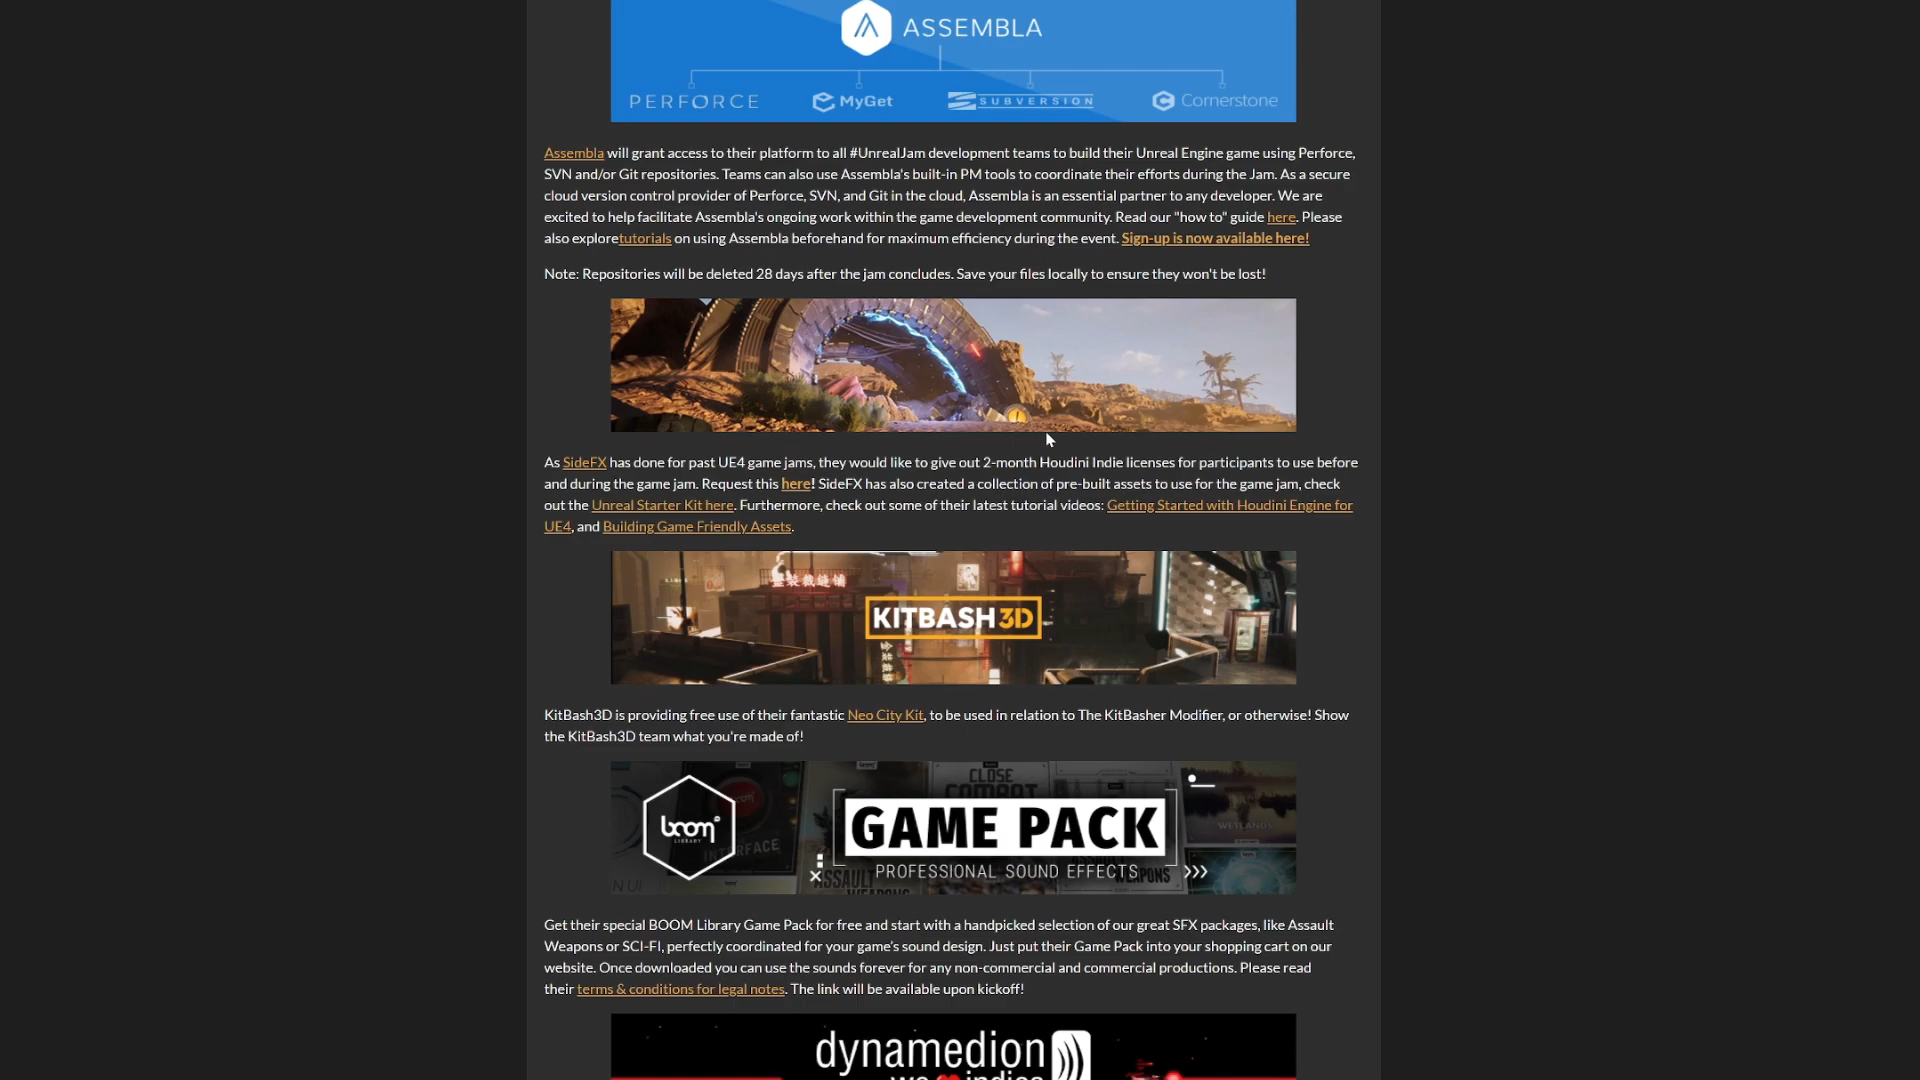 ASSEMBLA
PERFORCE MyGet SUBVERSION Cornerstone
Assembla will grant access to their platform to all #UnrealJam development teams to build their Unreal Engine game using Perforce,
SVN and/or Git repositories. Teams can also use Assembla's built-in PM tools to coordinate their efforts during the Jam. As a secure
cloud version control provider of Perforce, SVN, and Git in the cloud, Assembla is an essential partner to any developer. We are
excited to help facilitate Assembla's ongoing work within the game development community. Read our "how to" guide here. Please
also exploretutorials on using Assembla beforehand for maximum efficiency during the event. Sign-up is now available here!
Note: Repositories will be deleted 28 days after the jam concludes. Save your files locally to ensure they won't be lost!
As SideFX has done for past UE4 game jams, they would like to give out 2-month Houdini Indie licenses for participants to use before
and during the game jam. Request this here! SideFX has also created a collection of pre-built assets to use for the game jam, check
out the Unreal Starter Kit here. Furthermore, check out some of their latest tutorial videos: Getting Started with Houdini Engine for
UE4, and Building Game Friendly Assets.
KITBASH3D
KitBash3D is providing free use of their fantastic Neo City Kit, to be used in relation to The KitBasher Modifier, or otherwise! Show
the KitBash3D team what you're made of!
CLOSE
COMBAT
boom
LIBRARY
GAME PACK
WETLANDS
INTERFACE
PROFESSIONAL SOUND EFFECTS
ASSAULT
WEAPONS
WEAPONS
N UI
Get their special BOOM Library Game Pack for free and start with a handpicked selection of our great SFX packages, like Assault
Weapons or SCI-FI, perfectly coordinated for your game's sound design. Just put their Game Pack into your shopping cart on our
website. Once downloaded you can use the sounds forever for any non-commercial and commercial productions. Please read
their terms & conditions for legal notes. The link will be available upon kickoff!
dynamedion
we indies